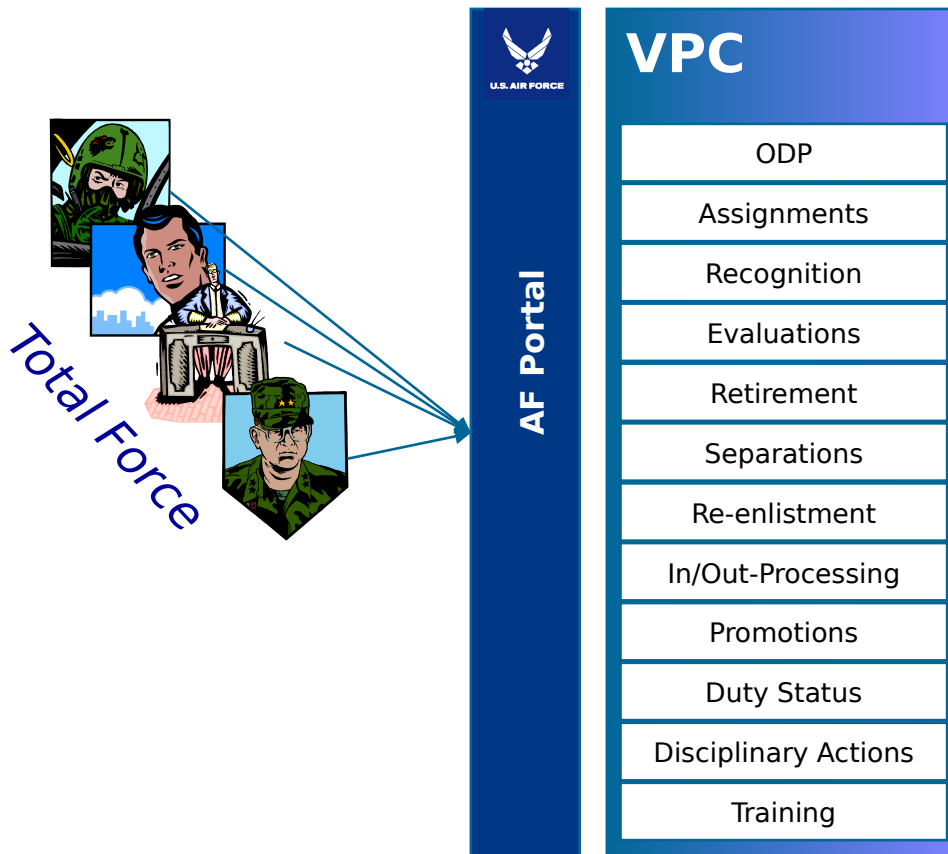 Total Force
U.S. AIR FORCE
AF Portal
VPC
ODP
Assignments
Recognition
Evaluations
Retirement
Separations
Re-enlistment
In/Out-Processing
Promotions
Duty Status
Disciplinary Actions
Training